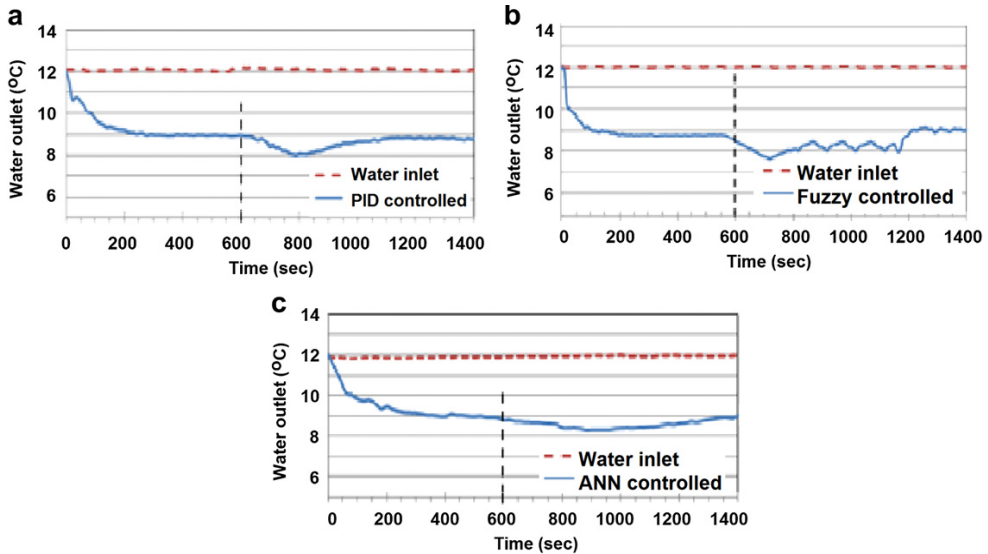 a
14
12
10
8
6
Water outlet (°C)
Water inlet
PID controlled
0 200 400 600 800 1000 1200 1400
Time (sec)
b
14
12
10
8
6
Water outlet (°C)
Water inlet
Fuzzy controlled
0 200 400 600 800 1000 1200 1400
Time (sec)
c
14
12
10
8
6
Water outlet (°C)
Water inlet
ANN controlled
0 200 400 600 800 1000 1200 1400
Time (sec)